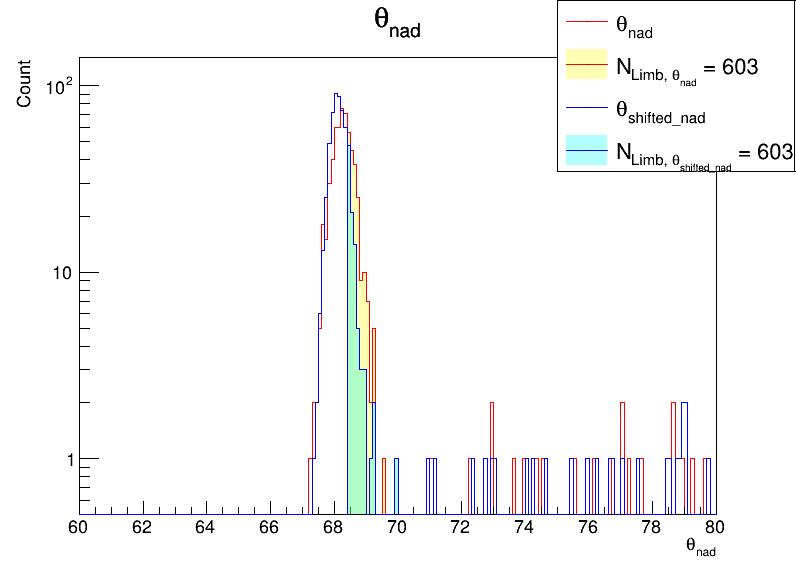 θnad
θnad
NLimb, θnad = 603
θshifted_nad
NLimb, θshifted_nad = 603
Count
10²
10
1
60 62 64 66 68 70 72 74 76 78 80
θnad